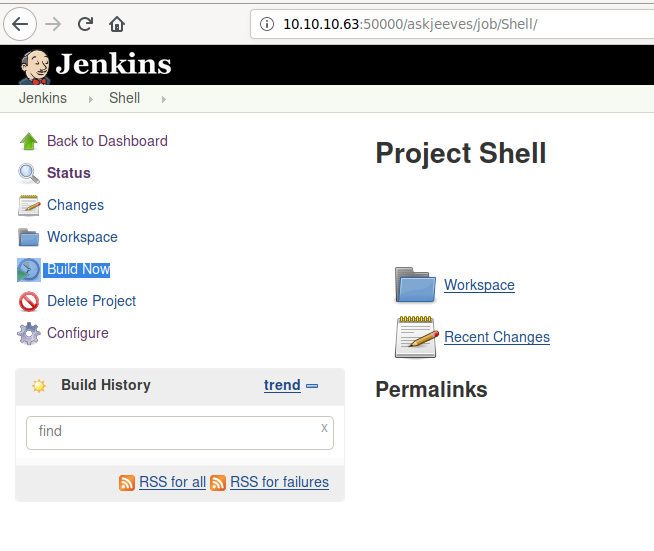 10.10.10.63:50000/askjeeves/job/Shell/
Jenkins
Jenkins Shell
Back to Dashboard
Status
Changes
Workspace
Build Now
Delete Project
Configure
Build History trend
find x
RSS for all RSS for failures
Project Shell
Workspace
Recent Changes
Permalinks